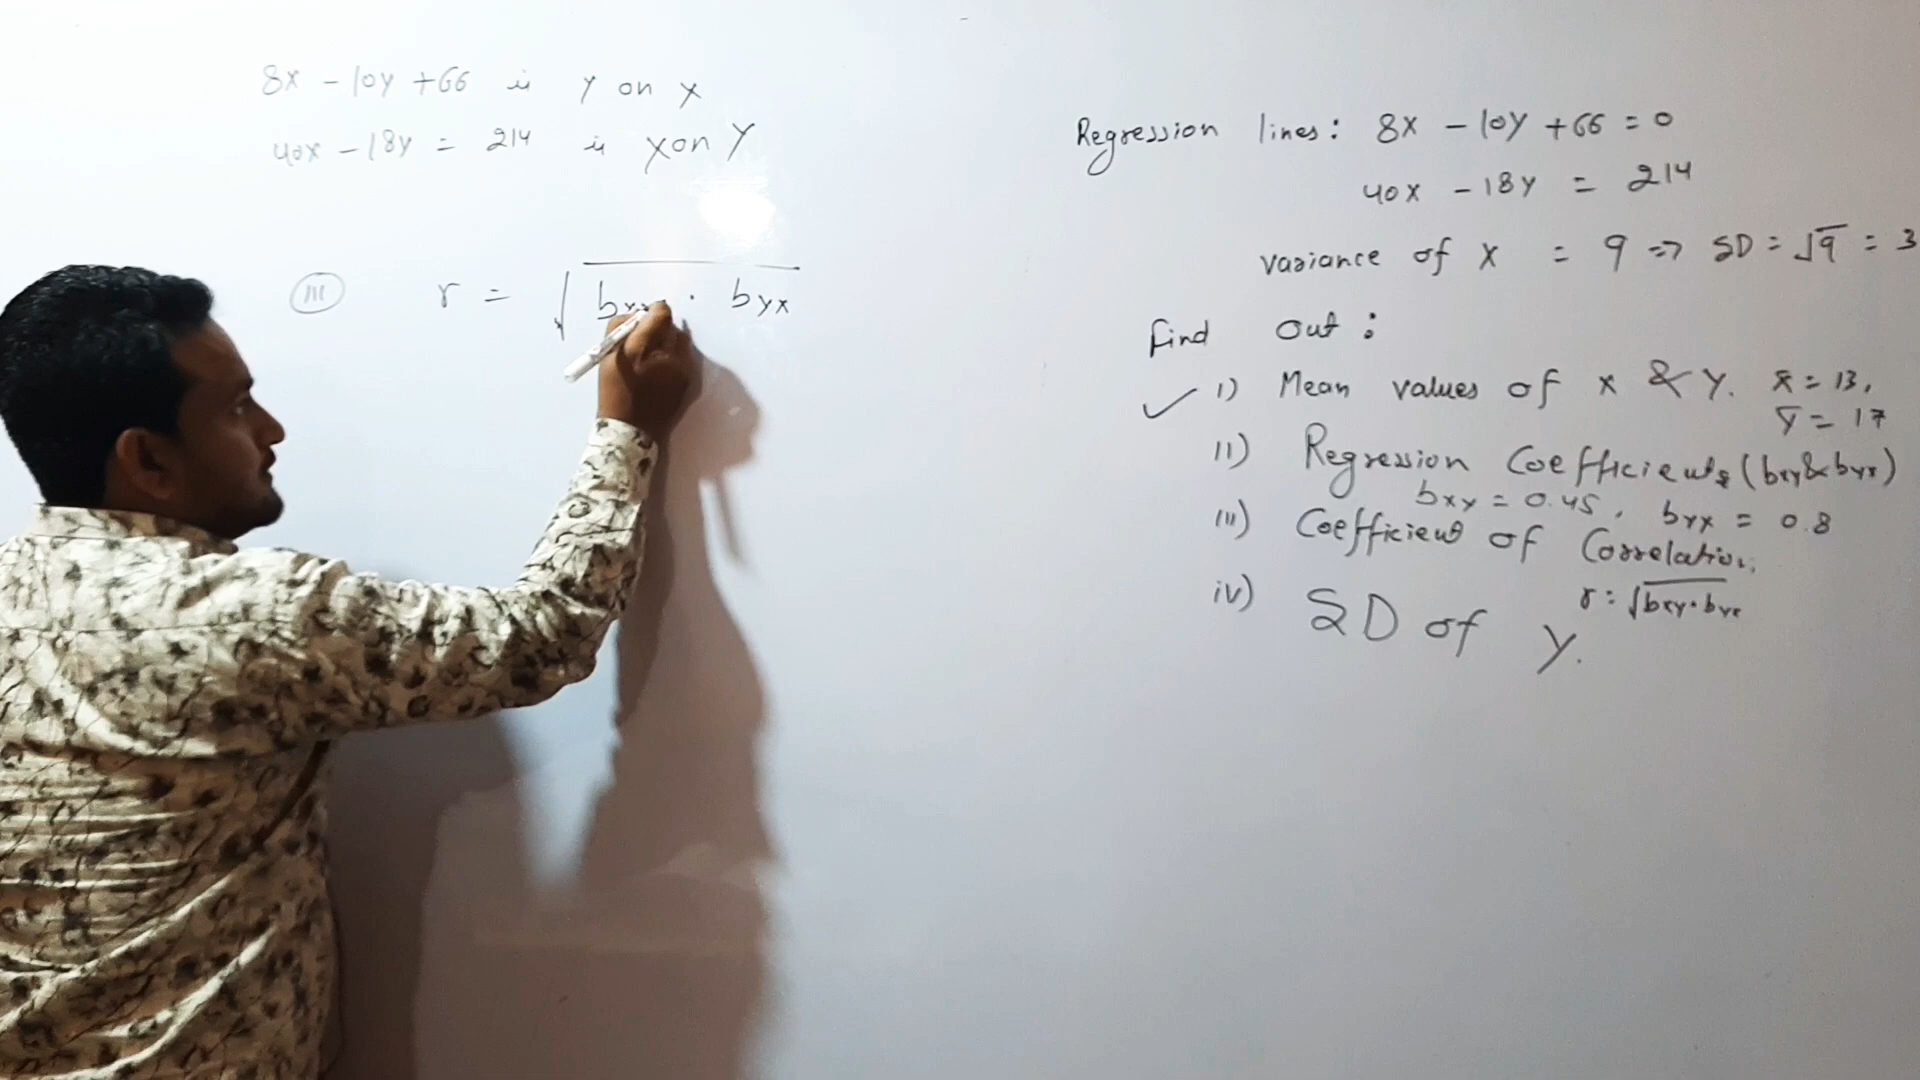 8x - 10y + 66 is y on x
40x - 18y = 214 is x on y
III r = √ bxy . byx
Regression lines: 8x - 10y + 66 = 0
40x - 18y = 214
variance of x = 9 => SD = √9 = 3
find out :
✓ I) Mean values of x & y. x̄ = 13,
ȳ = 17
II) Regression Coefficients (bxy & byx)
bxy = 0.45, byx = 0.8
III) Coefficient of Correlation,
r = √bxy . byx
iv) SD of y.